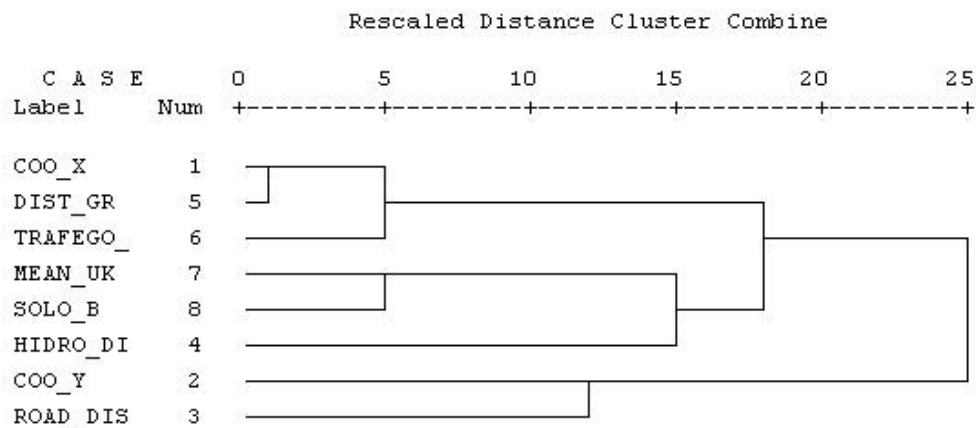 Rescaled Distance Cluster Combine
C A S E 0 5 10 15 20 25
Label Num +---------+---------+---------+---------+---------+
COO_X 1
DIST_GR 5
TRAFEGO_ 6
MEAN_UK 7
SOLO_B 8
HIDRO_DI 4
COO_Y 2
ROAD_DIS 3